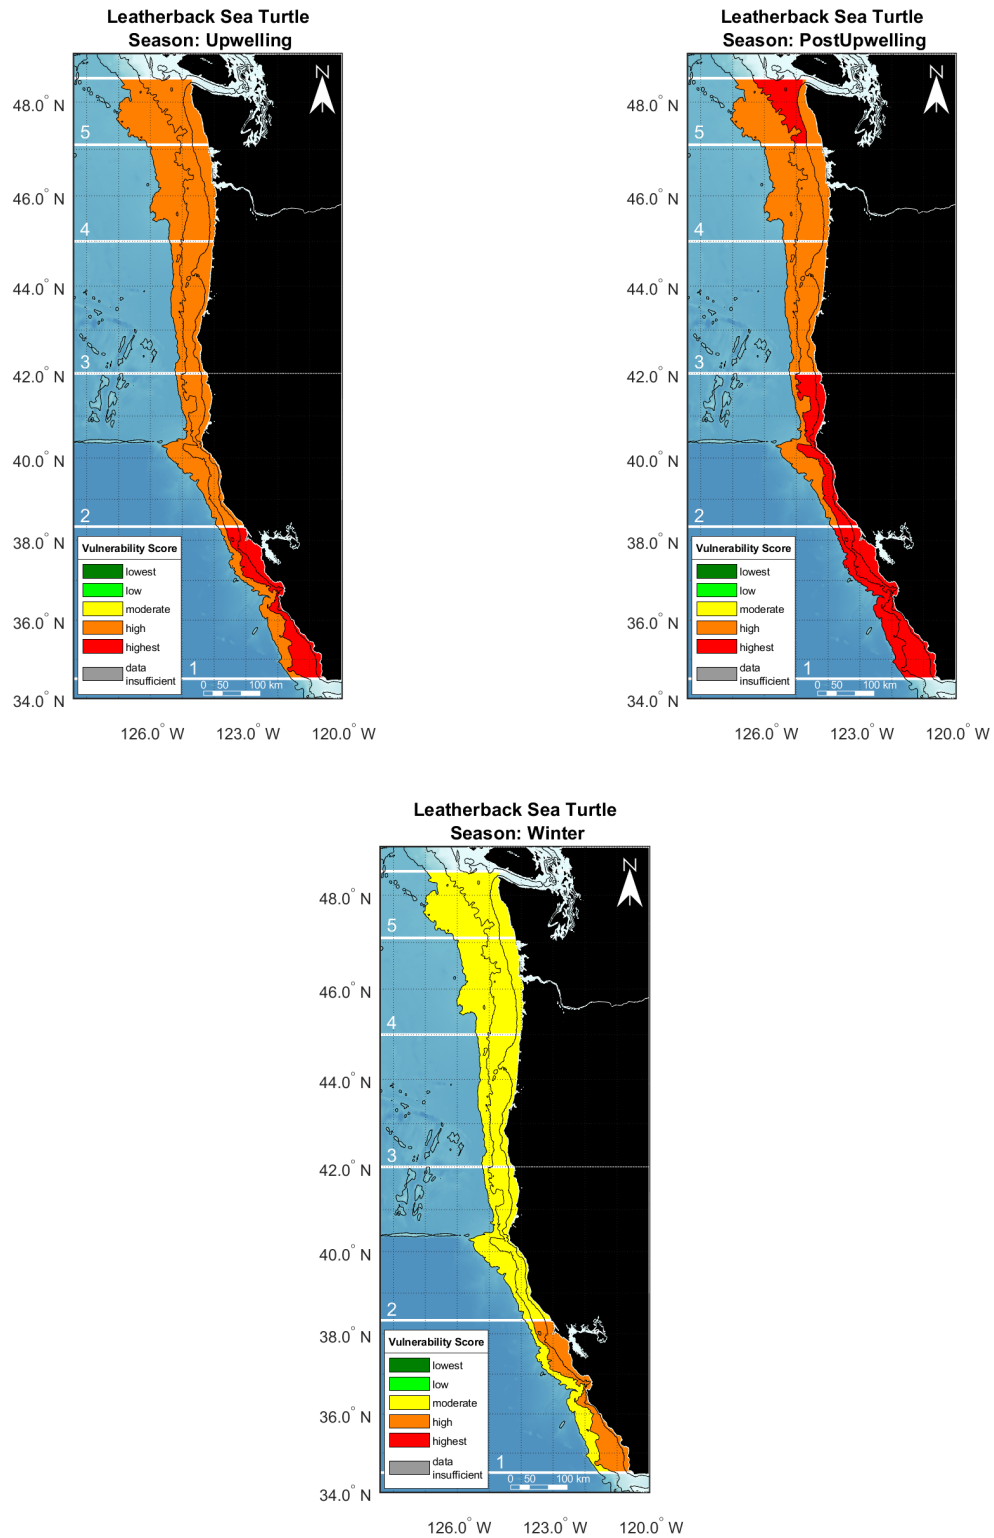 Leatherback Sea Turtle
Season: Upwelling
N
48.0° N
5
46.0° N
4
44.0° N
3
42.0° N
40.0° N
2
38.0° N
Vulnerability Score
lowest
low
moderate
high
highest
data
insufficient
36.0° N
1
0 50 100 km
34.0° N
126.0° W 123.0° W 120.0° W
Leatherback Sea Turtle
Season: PostUpwelling
N
48.0° N
5
46.0° N
4
44.0° N
3
42.0° N
40.0° N
2
38.0° N
Vulnerability Score
lowest
low
moderate
high
highest
data
insufficient
36.0° N
1
0 50 100 km
34.0° N
126.0° W 123.0° W 120.0° W
Leatherback Sea Turtle
Season: Winter
N
48.0° N
5
46.0° N
4
44.0° N
3
42.0° N
40.0° N
2
38.0° N
Vulnerability Score
lowest
low
moderate
high
highest
data
insufficient
36.0° N
1
0 50 100 km
34.0° N
126.0° W 123.0° W 120.0° W